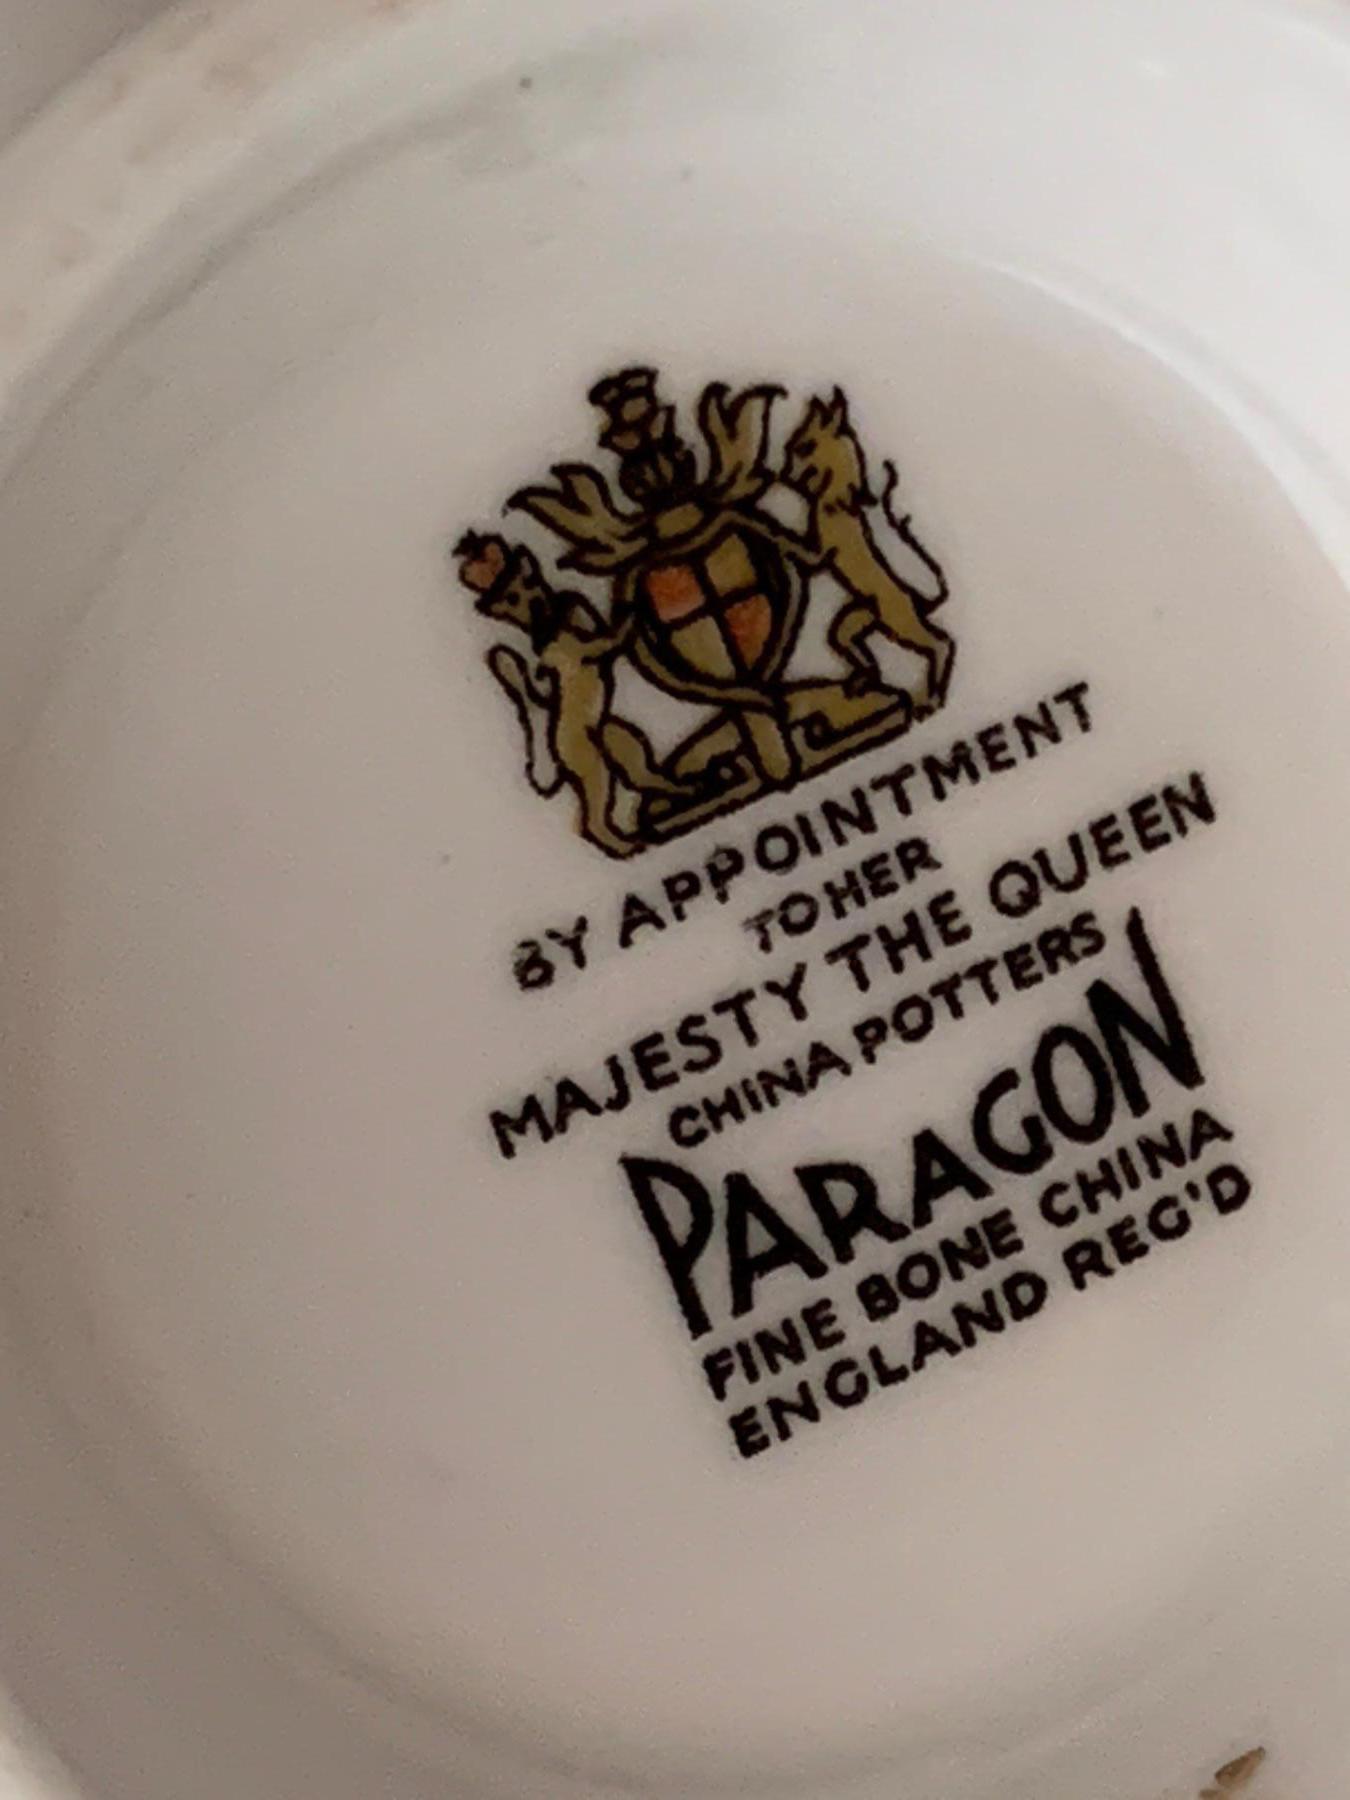 BY APPOINTMENT
TO HER
MAJESTY THE QUEEN
CHINA POTTERS
PARAGON
FINE BONE CHINA
ENGLAND REG'D